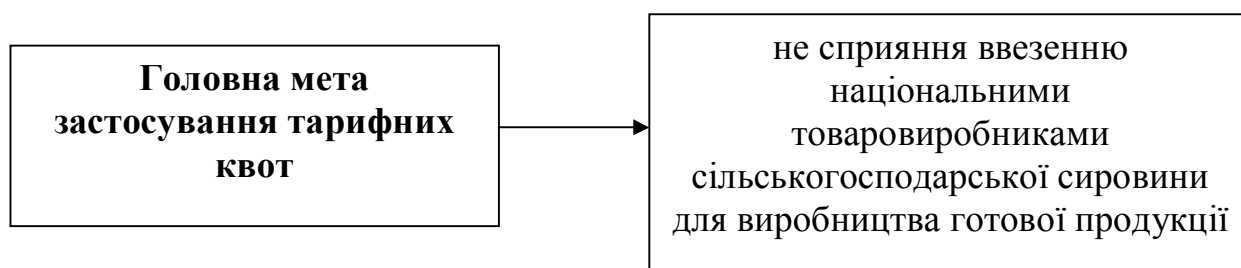 Головна мета
застосування тарифних
квот
не сприяння ввезенню
національними
товаровиробниками
сільськогосподарської сировини
для виробництва готової продукції